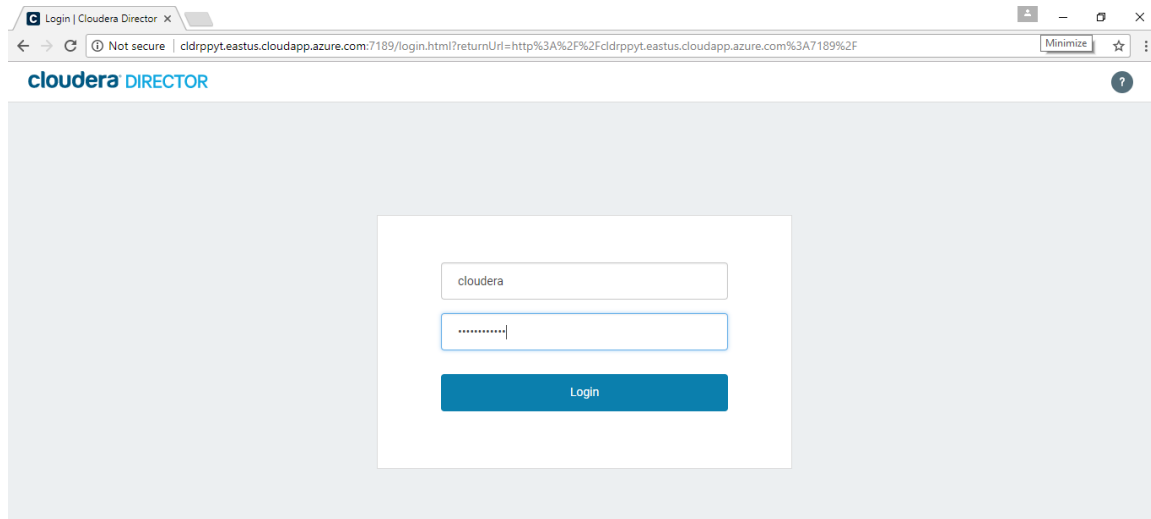 Login | Cloudera Director
Not secure | cldrppyt.eastus.cloudapp.azure.com:7189/login.html?returnUrl=http%3A%2F%2Fcldrppyt.eastus.cloudapp.azure.com%3A7189%2F
Minimize
cloudera DIRECTOR
?
cloudera
••••••••••••
Login